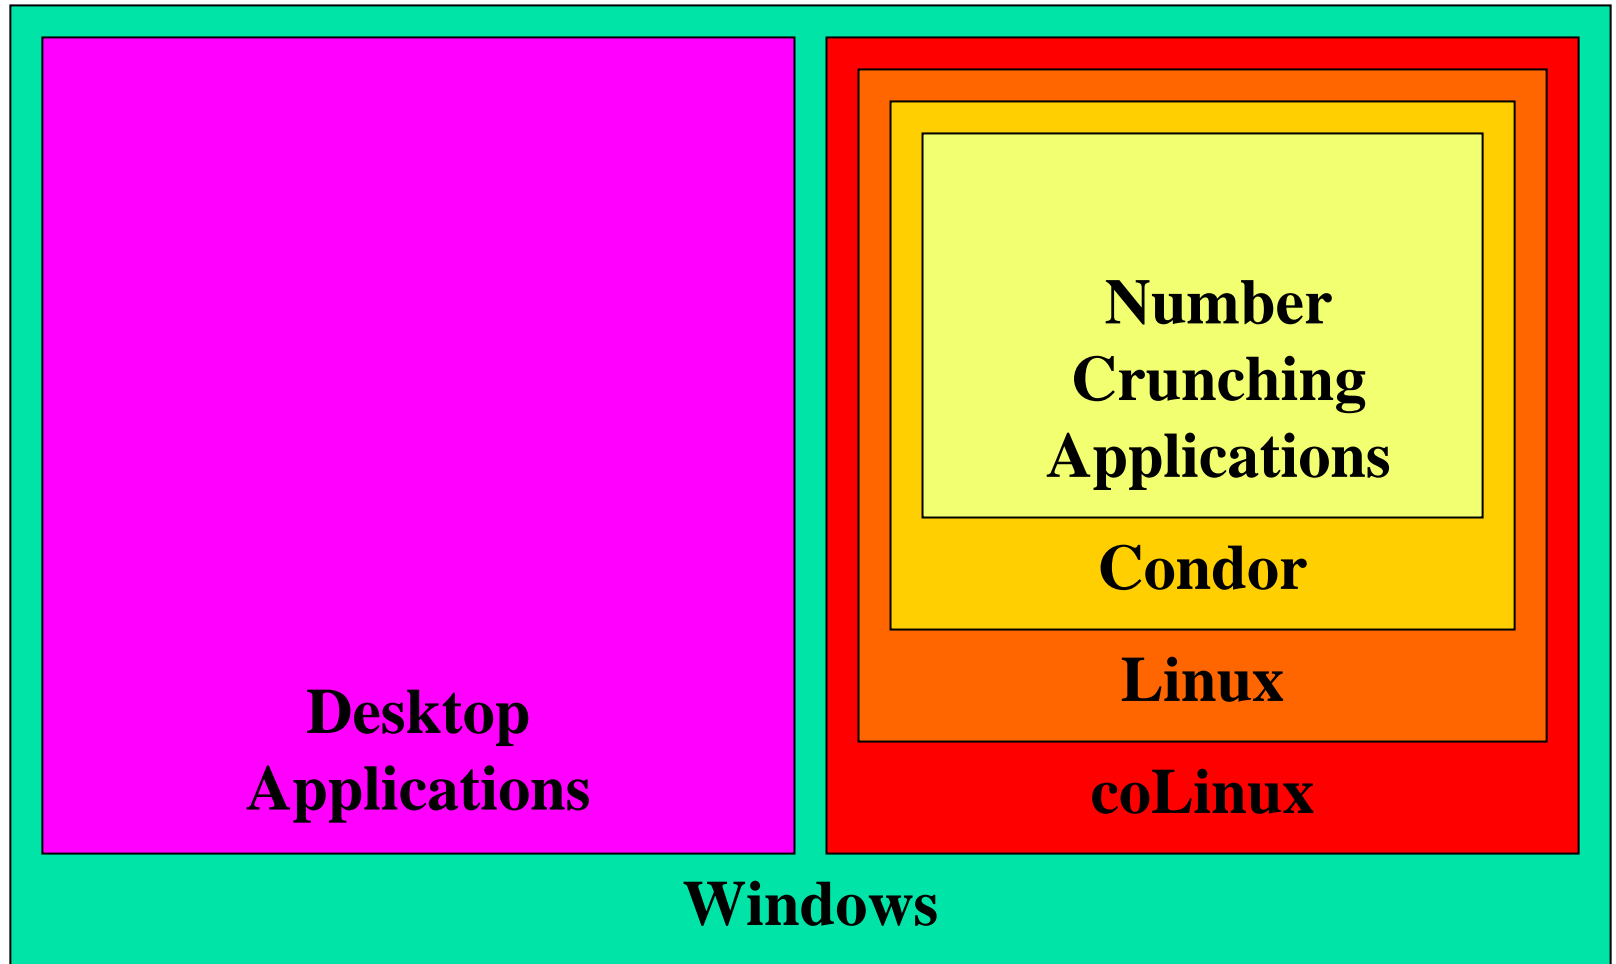 Desktop
Applications
Number
Crunching
Applications
Condor
Linux
coLinux
Windows